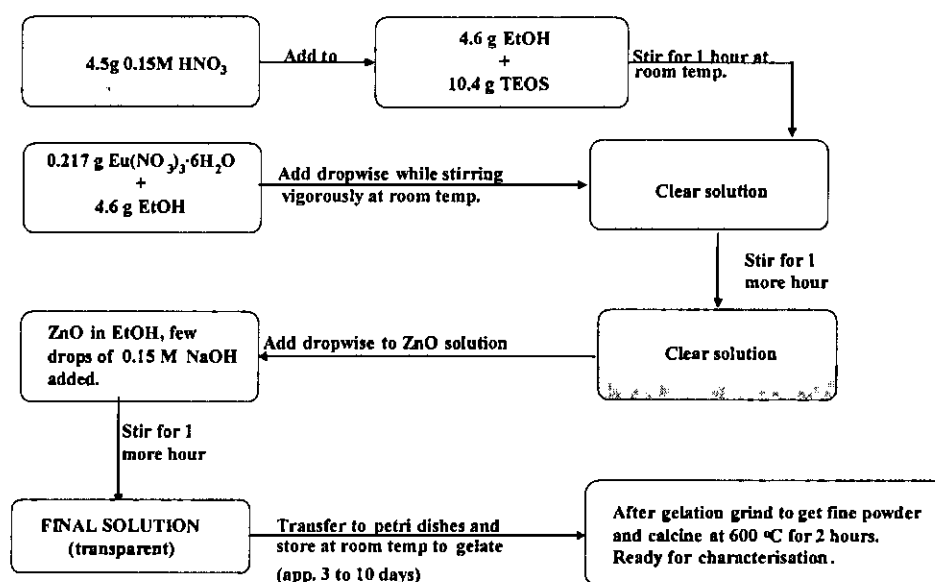 4.5g 0.15M HNO₃
Add to
4.6 g EtOH
+
10.4 g TEOS
Stir for 1 hour at
room temp.
0.217 g Eu(NO₃)₃·6H₂O
+
4.6 g EtOH
Add dropwise while stirring
vigorously at room temp.
Clear solution
Stir for 1
more hour
Clear solution
Add dropwise to ZnO solution
ZnO in EtOH, few
drops of 0.15 M NaOH
added.
Stir for 1
more hour
FINAL SOLUTION
(transparent)
Transfer to petri dishes and
store at room temp to gelate
(app. 3 to 10 days)
After gelation grind to get fine powder
and calcine at 600 ºC for 2 hours.
Ready for characterisation.